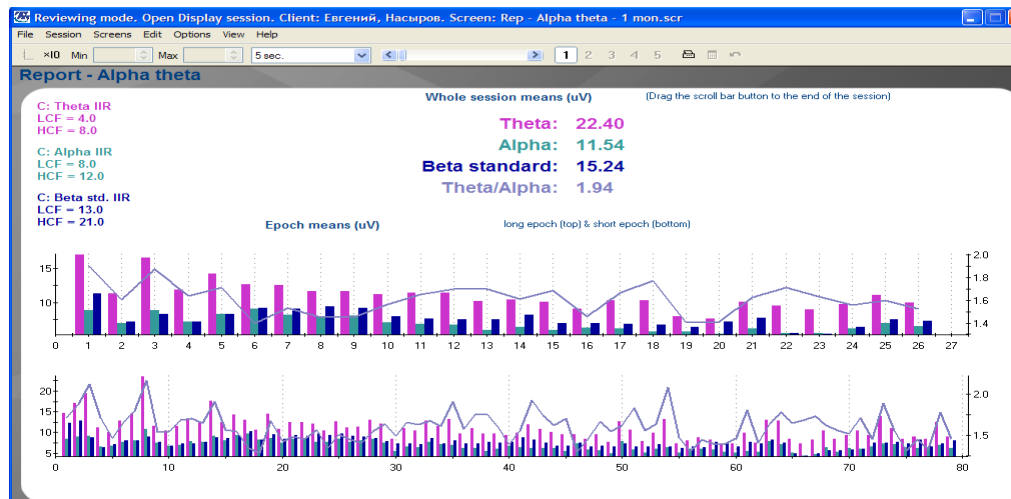 Reviewing mode. Open Display session. Client: Евгений, Насыров. Screen: Rep - Alpha theta - 1 mon.scr
File Session Screens Edit Options View Help
×10 Min Max 5 sec. 1 2 3 4 5
Report - Alpha theta
Whole session means (uV) (Drag the scroll bar button to the end of the session)
C: Theta IIR
LCF = 4.0
HCF = 8.0
C: Alpha IIR
LCF = 8.0
HCF = 12.0
C: Beta std. IIR
LCF = 13.0
HCF = 21.0
Theta: 22.40
Alpha: 11.54
Beta standard: 15.24
Theta/Alpha: 1.94
Epoch means (uV) long epoch (top) & short epoch (bottom)
15
10
2.0
1.8
1.6
1.4
0 1 2 3 4 5 6 7 8 9 10 11 12 13 14 15 16 17 18 19 20 21 22 23 24 25 26 27
20
15
10
5
2.0
1.5
0 10 20 30 40 50 60 70 80